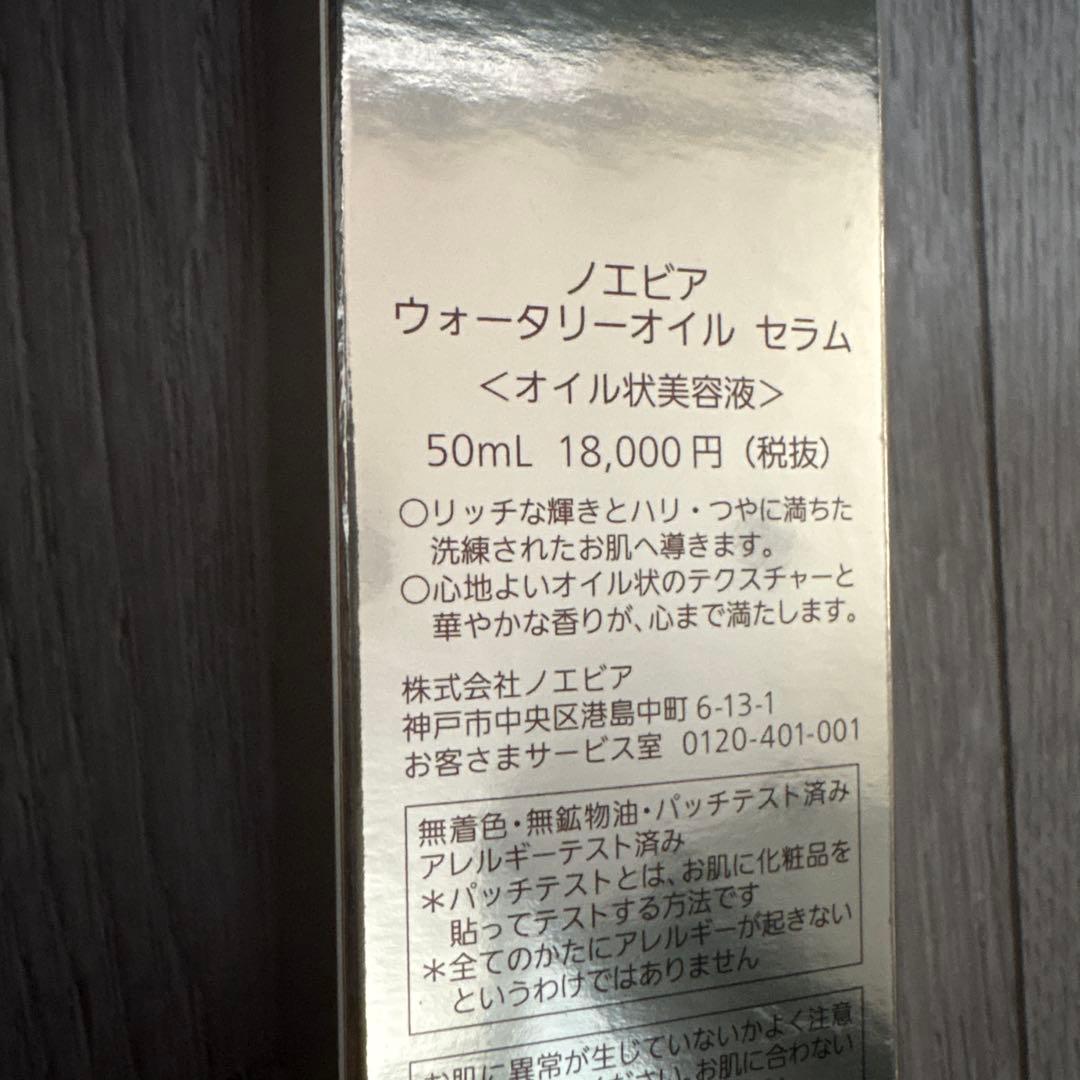 ノエビア
ウォータリーオイル セラム
＜オイル状美容液＞
50mL 18,000円（税抜）
○リッチな輝きとハリ・つやに満ちた
洗練されたお肌へ導きます。
○心地よいオイル状のテクスチャーと
華やかな香りが、心まで満たします。
株式会社ノエビア
神戸市中央区港島中町 6-13-1
お客さまサービス室 0120-401-001
無着色・無鉱物油・パッチテスト済み
アレルギーテスト済み
＊パッチテストとは、お肌に化粧品を
貼ってテストする方法です
＊全てのかたにアレルギーが起きない
というわけではありません
お肌に異常が生じていないかよく注意
ください。お肌に合わない